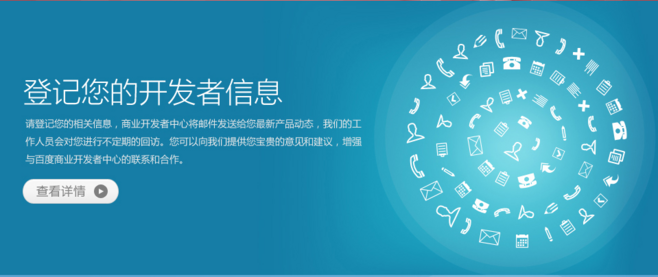 登记您的开发者信息
请登记您的相关信息，商业开发者中心将邮件发送给您最新产品动态，我们的工
作人员会对您进行不定期的回访。您可以向我们提供您宝贵的意见和建议，增强
与百度商业开发者中心的联系和合作。
查看详情